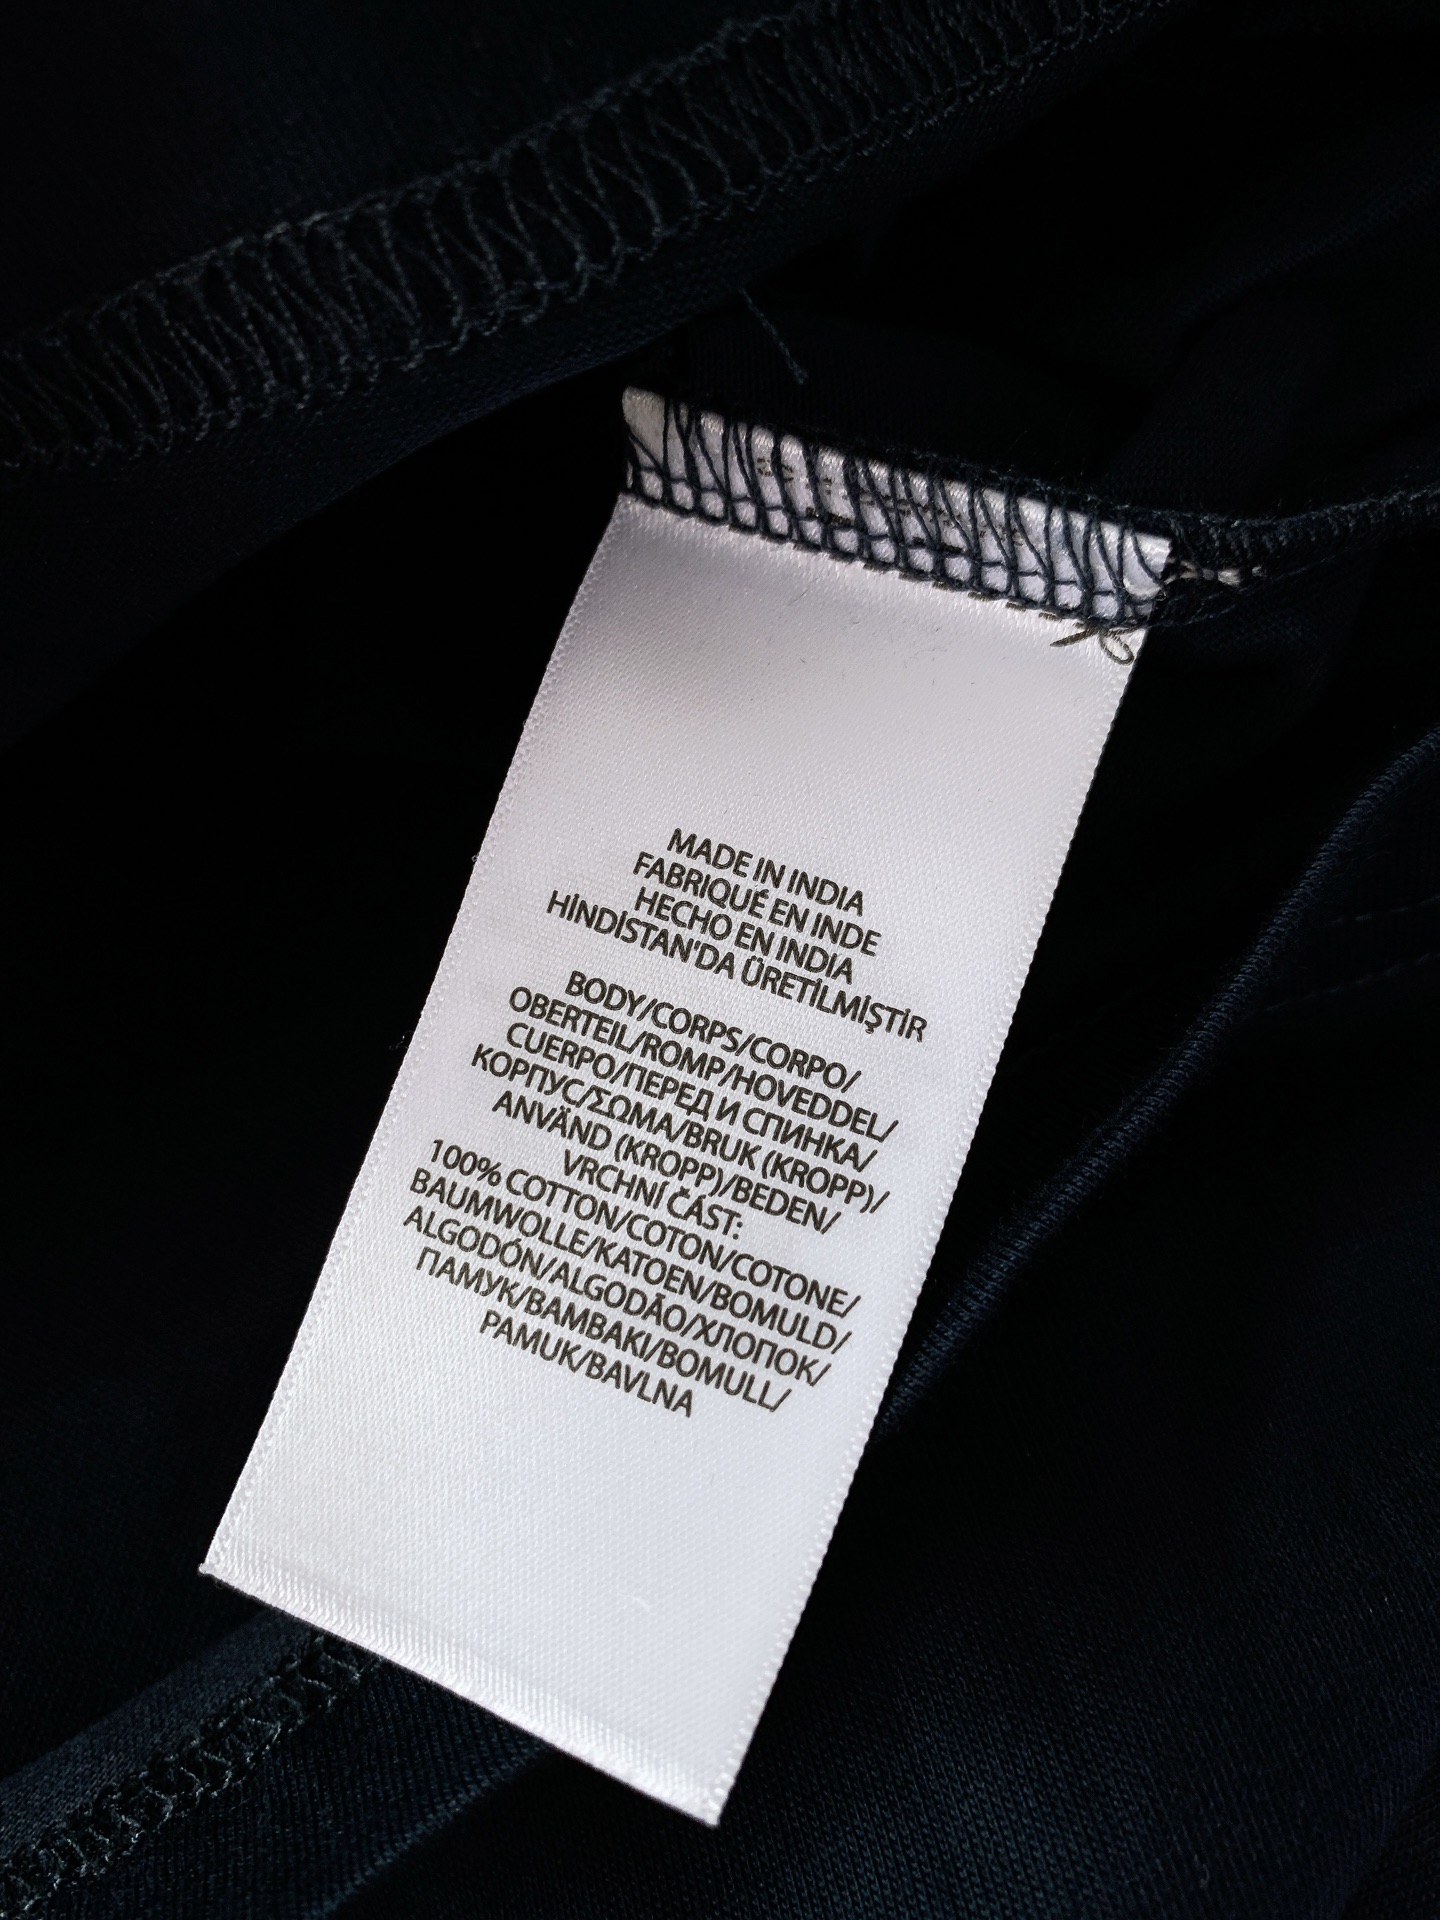 MADE IN INDIA
FABRIQUÉ EN INDE
HECHO EN INDIA
HİNDİSTAN'DA ÜRETİLMİŞTİR
BODY/CORPS/CORPO/
OBERTEIL/ROMP/HOVEDDEL/
CUERPO/ПЕРЕД И СПИНКА/
КОРПУС/ΣΩΜΑ/BRUK (KROPP)/
ANVÄND (KROPP)/BEDEN/
VRCHNÍ ČÁST:
100% COTTON/COTON/COTONE/
BAUMWOLLE/KATOEN/BOMULD/
ALGODÓN/ALGODÃO/ХЛОПОК/
ПАМУК/ΒΑΜΒΑΚΙ/BOMULL/
PAMUK/BAVLNA